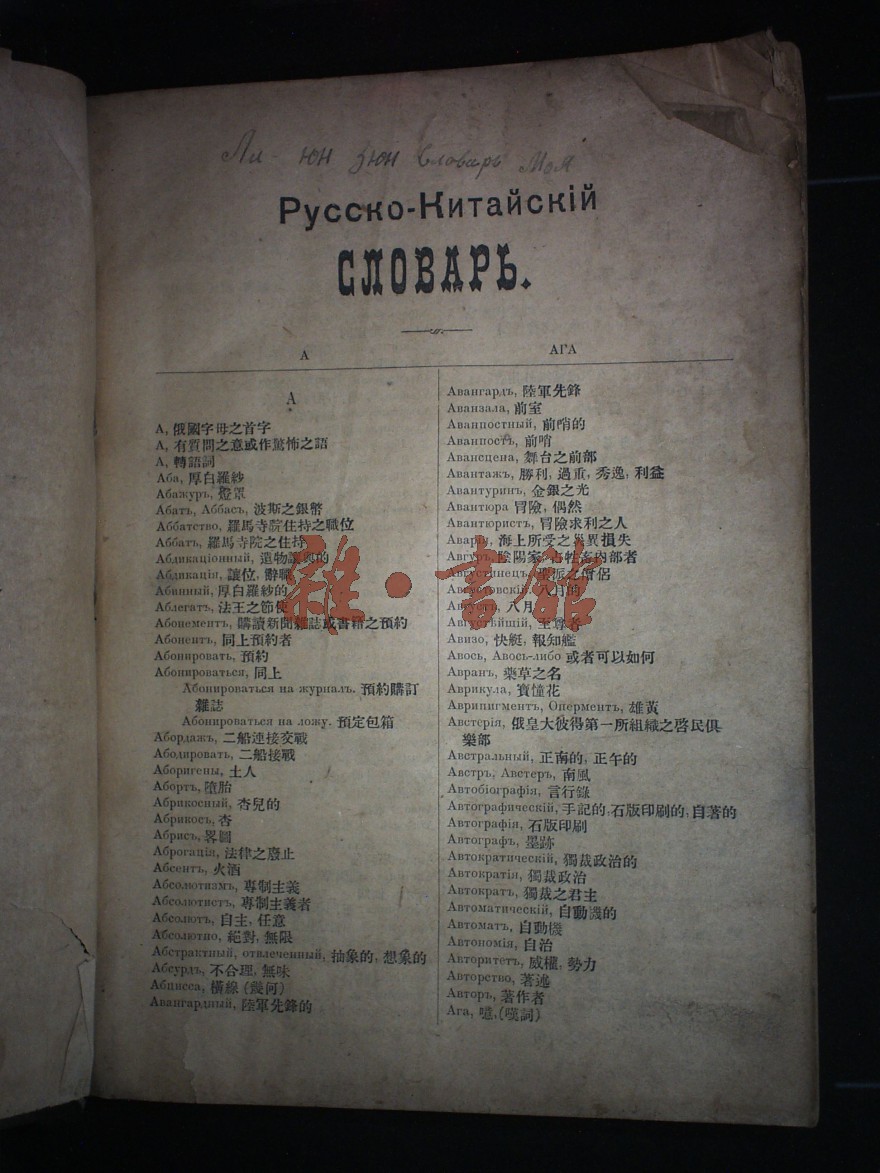 юн зюн Словарь Моя
Русско-Китайскій
СЛОВАРЬ.
А
АГА
А
А, 俄國字母之首字
А, 有質問之意或作驚怖之語
А, 轉語詞
Аба, 厚白羅紗
Абажуръ, 燈罩
Абатъ, Аббасъ, 波斯之銀幣
Аббатство, 羅馬寺院住持之職位
Аббатъ, 羅馬寺院之住持
Абдикаціонный, 遺物讓與的
Абдикація, 讓位, 辭職
Абинный, 厚白羅紗的
Аблегатъ, 法王之節使
Абонементъ, 購讀新聞雜誌或書籍之預約
Абонентъ, 同上預約者
Абонировать, 預約
Абонироваться, 同上
Абонироваться на журналъ. 預約購訂
雜誌
Абонироваться на ложу. 預定包箱
Абордажъ, 二船連接交戰
Абодировать, 二船接戰
Аборигены, 土人
Абортъ, 墮胎
Абрикосный, 杏兒的
Абрикосъ, 杏
Абрисъ, 畧圖
Аброгація, 法律之廢止
Абсентъ, 火酒
Абсолютизмъ, 專制主義
Абсолютистъ, 專制主義者
Абсолютъ, 自主, 任意
Абсолютно, 絕對, 無限
Абстрактный, отвлеченный, 抽象的, 想象的
Абсурдъ, 不合理, 無味
Абцисса, 橫線 (幾何)
Авангардный, 陸軍先鋒的
Авангардъ, 陸軍先鋒
Аванзала, 前室
Аванпостный, 前哨的
Аванпостъ, 前哨
Авансцена, 舞台之前部
Авантажъ, 勝利, 過重, 秀逸, 利益
Авантуринъ, 金銀之光
Авантюра 冒險, 偶然
Авантюристъ, 冒險求利之人
海上所受之災異損失
Авгуръ, 陰陽家
內部者
僧侶
八月的
八月
至尊者
Авизо, 快艇, 報知艦
Авось, Авось-либо 或者可以如何
Авранъ, 藥草之名
Аврикула, 寶憧花
Аврипигментъ, Оперментъ, 雄黃
Австерія, 俄皇大彼得第一所組織之啓民俱
樂部
Австральный, 正南的, 正午的
Австръ, Австеръ, 南風
Автобіографія, 言行錄
Автографическій, 手記的, 石版印刷的, 自著的
Автографія, 石版印刷
Автографъ, 墨跡
Автократическій, 獨裁政治的
Автократія, 獨裁政治
Автократъ, 獨裁之君主
Автоматическій, 自動機的
Автоматъ, 自動機
Автономія, 自治
Авторитетъ, 威權, 勢力
Авторство, 著述
Авторъ, 著作者
Ага, 噫, (嘆詞)
雜·書館